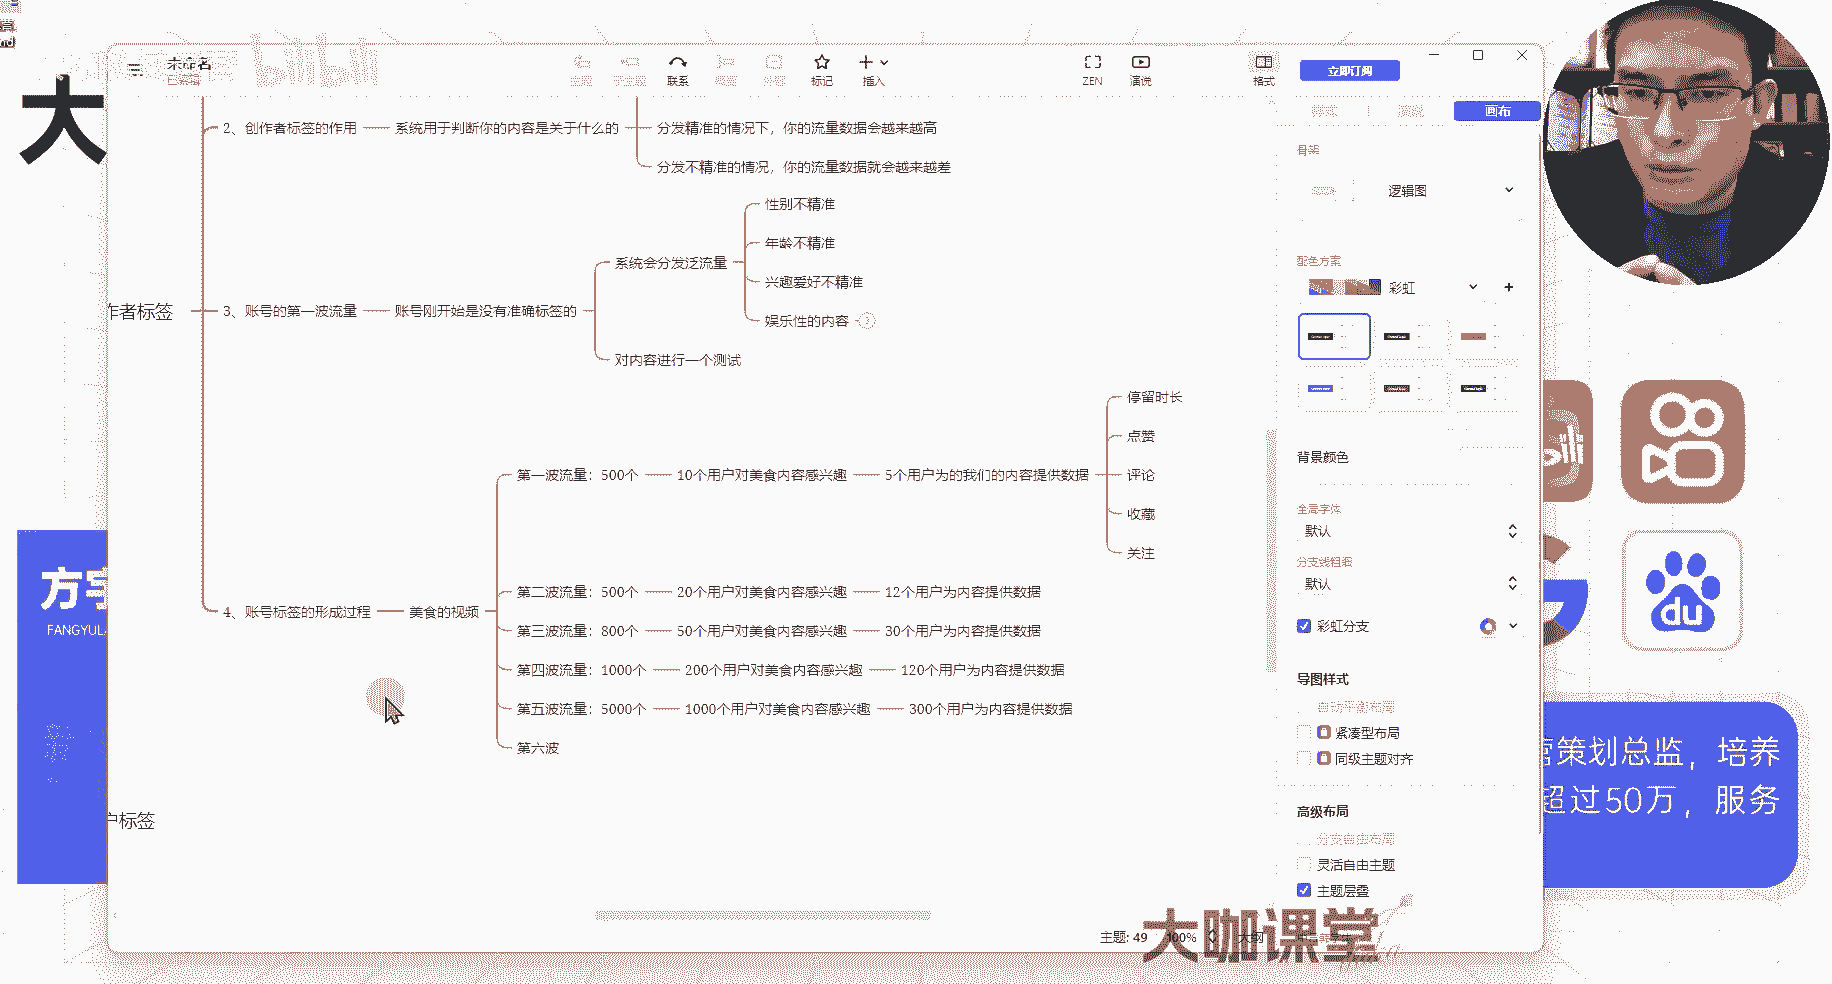 大
未命名
已编辑
联系
标记
插入
ZEN
演说
格式
立即订阅
画布
2、创作者标签的作用
系统用于判断你的内容是关于什么的
分发精准的情况下，你的流量数据会越来越高
分发不精准的情况，你的流量数据就会越来越差
作者标签
3、账号的第一波流量
账号刚开始是没有准确标签的
系统会分发泛流量
性别不精准
年龄不精准
兴趣爱好不精准
娱乐性的内容
对内容进行一个测试
4、账号标签的形成过程
美食的视频
第一波流量：500个
10个用户对美食内容感兴趣
5个用户为的我们的内容提供数据
停留时长
点赞
评论
收藏
关注
第二波流量：500个
20个用户对美食内容感兴趣
12个用户为内容提供数据
第三波流量：800个
50个用户对美食内容感兴趣
30个用户为内容提供数据
第四波流量：1000个
200个用户对美食内容感兴趣
120个用户为内容提供数据
第五波流量：5000个
1000个用户对美食内容感兴趣
300个用户为内容提供数据
第六波
户标签
骨架
逻辑图
配色方案
彩虹
背景颜色
全局字体
默认
分支线粗细
默认
彩虹分支
导图样式
自动平衡布局
紧凑型布局
同级主题对齐
高级布局
分支自由布局
灵活自由主题
主题层叠
主题: 49
100%
大纲
大咖课堂
bilibili
方宇
FANGYUL
du
营策划总监，培养
超过50万，服务